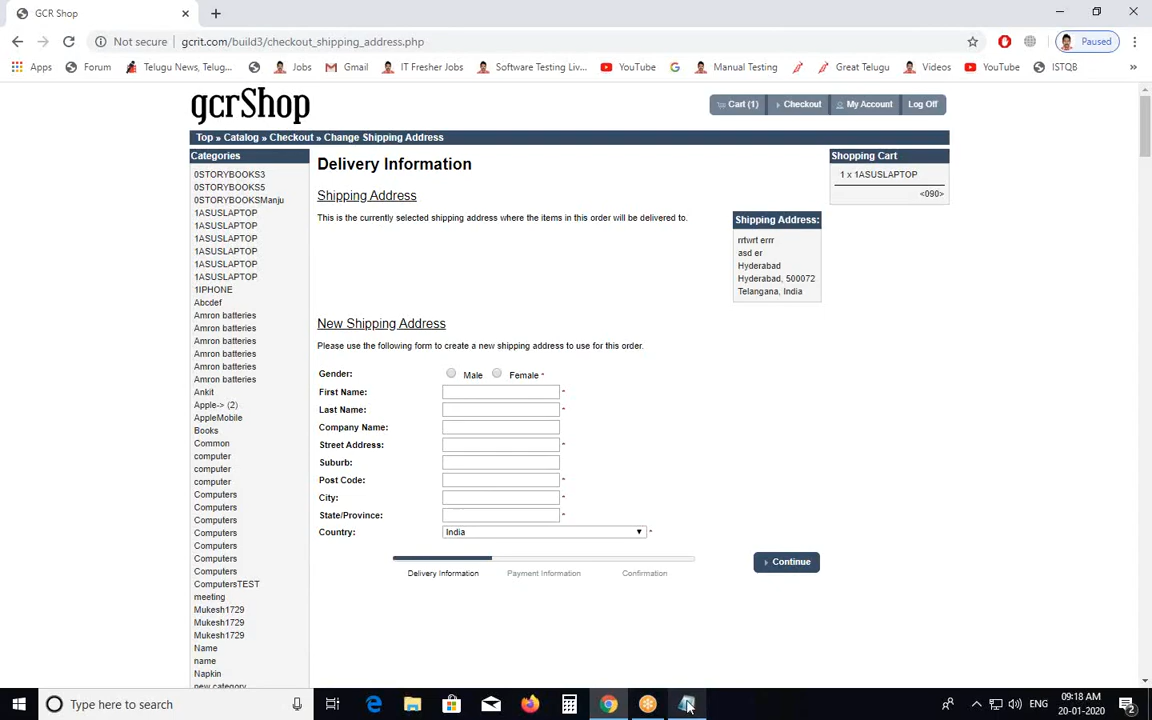 GCR Shop
Not secure | gcrit.com/build3/checkout_shipping_address.php
Paused
Apps Forum Telugu News, Telug... Jobs Gmail IT Fresher Jobs Software Testing Liv... YouTube Manual Testing Great Telugu Videos YouTube ISTQB »
gcrShop
Cart (1) Checkout My Account Log Off
Top » Catalog » Checkout » Change Shipping Address
Categories
0STORYBOOKS3
0STORYBOOKS5
0STORYBOOKSManju
1ASUSLAPTOP
1ASUSLAPTOP
1ASUSLAPTOP
1ASUSLAPTOP
1ASUSLAPTOP
1ASUSLAPTOP
1IPHONE
Abcdef
Amron batteries
Amron batteries
Amron batteries
Amron batteries
Amron batteries
Amron batteries
Ankit
Apple-> (2)
AppleMobile
Books
Common
computer
computer
computer
Computers
Computers
Computers
Computers
Computers
Computers
Computers
ComputersTEST
meeting
Mukesh1729
Mukesh1729
Mukesh1729
Name
name
Napkin
new category
Delivery Information
Shipping Address
This is the currently selected shipping address where the items in this order will be delivered to.
Shipping Address:
rrtwrt errr
asd er
Hyderabad
Hyderabad, 500072
Telangana, India
New Shipping Address
Please use the following form to create a new shipping address to use for this order.
Gender: Male Female *
First Name: *
Last Name: *
Company Name:
Street Address: *
Suburb:
Post Code: *
City: *
State/Province: *
Country: India *
Continue
Delivery Information Payment Information Confirmation
Shopping Cart
1 x 1ASUSLAPTOP
<090>
Type here to search
ENG
09:18 AM
20-01-2020
2